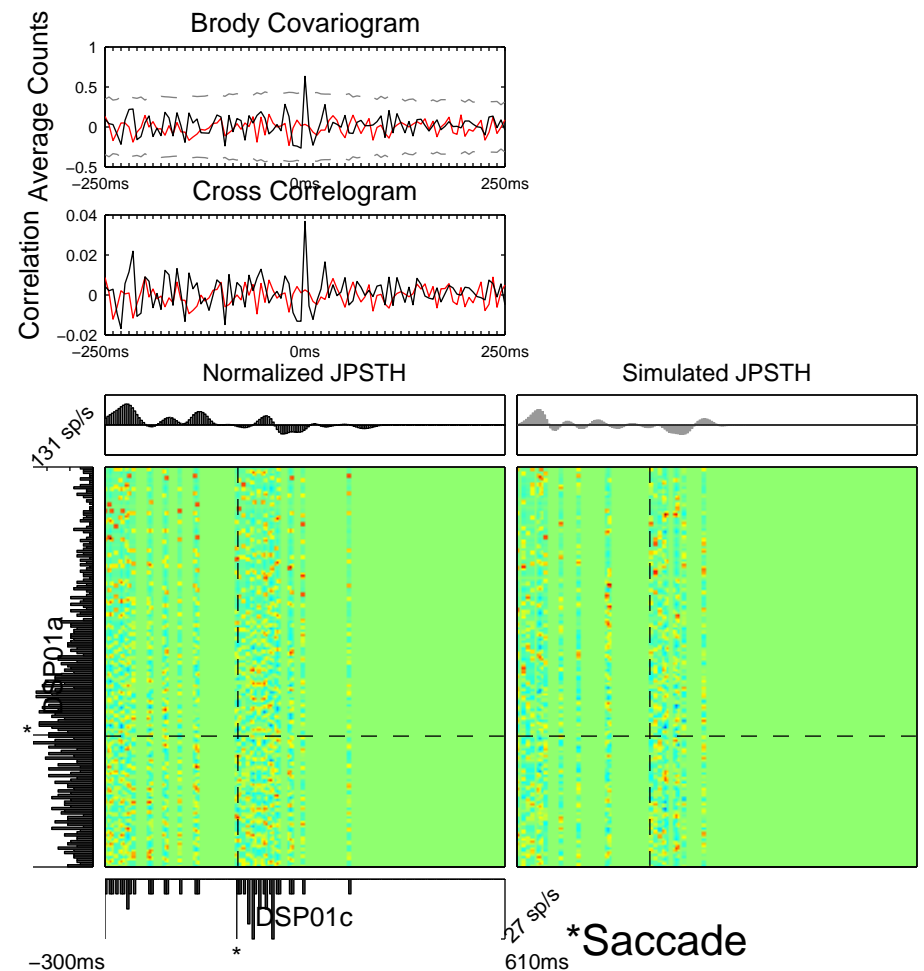 Brody Covariogram
Average Counts
1
0.5
0
−0.5
−250ms
0ms
250ms
Cross Correlogram
Correlation
0.04
0.02
0
−0.02
−250ms
0ms
250ms
Normalized JPSTH
Simulated JPSTH
131 sp/s
DSP01a
*
DSP01c
27 sp/s
*
*Saccade
−300ms
610ms